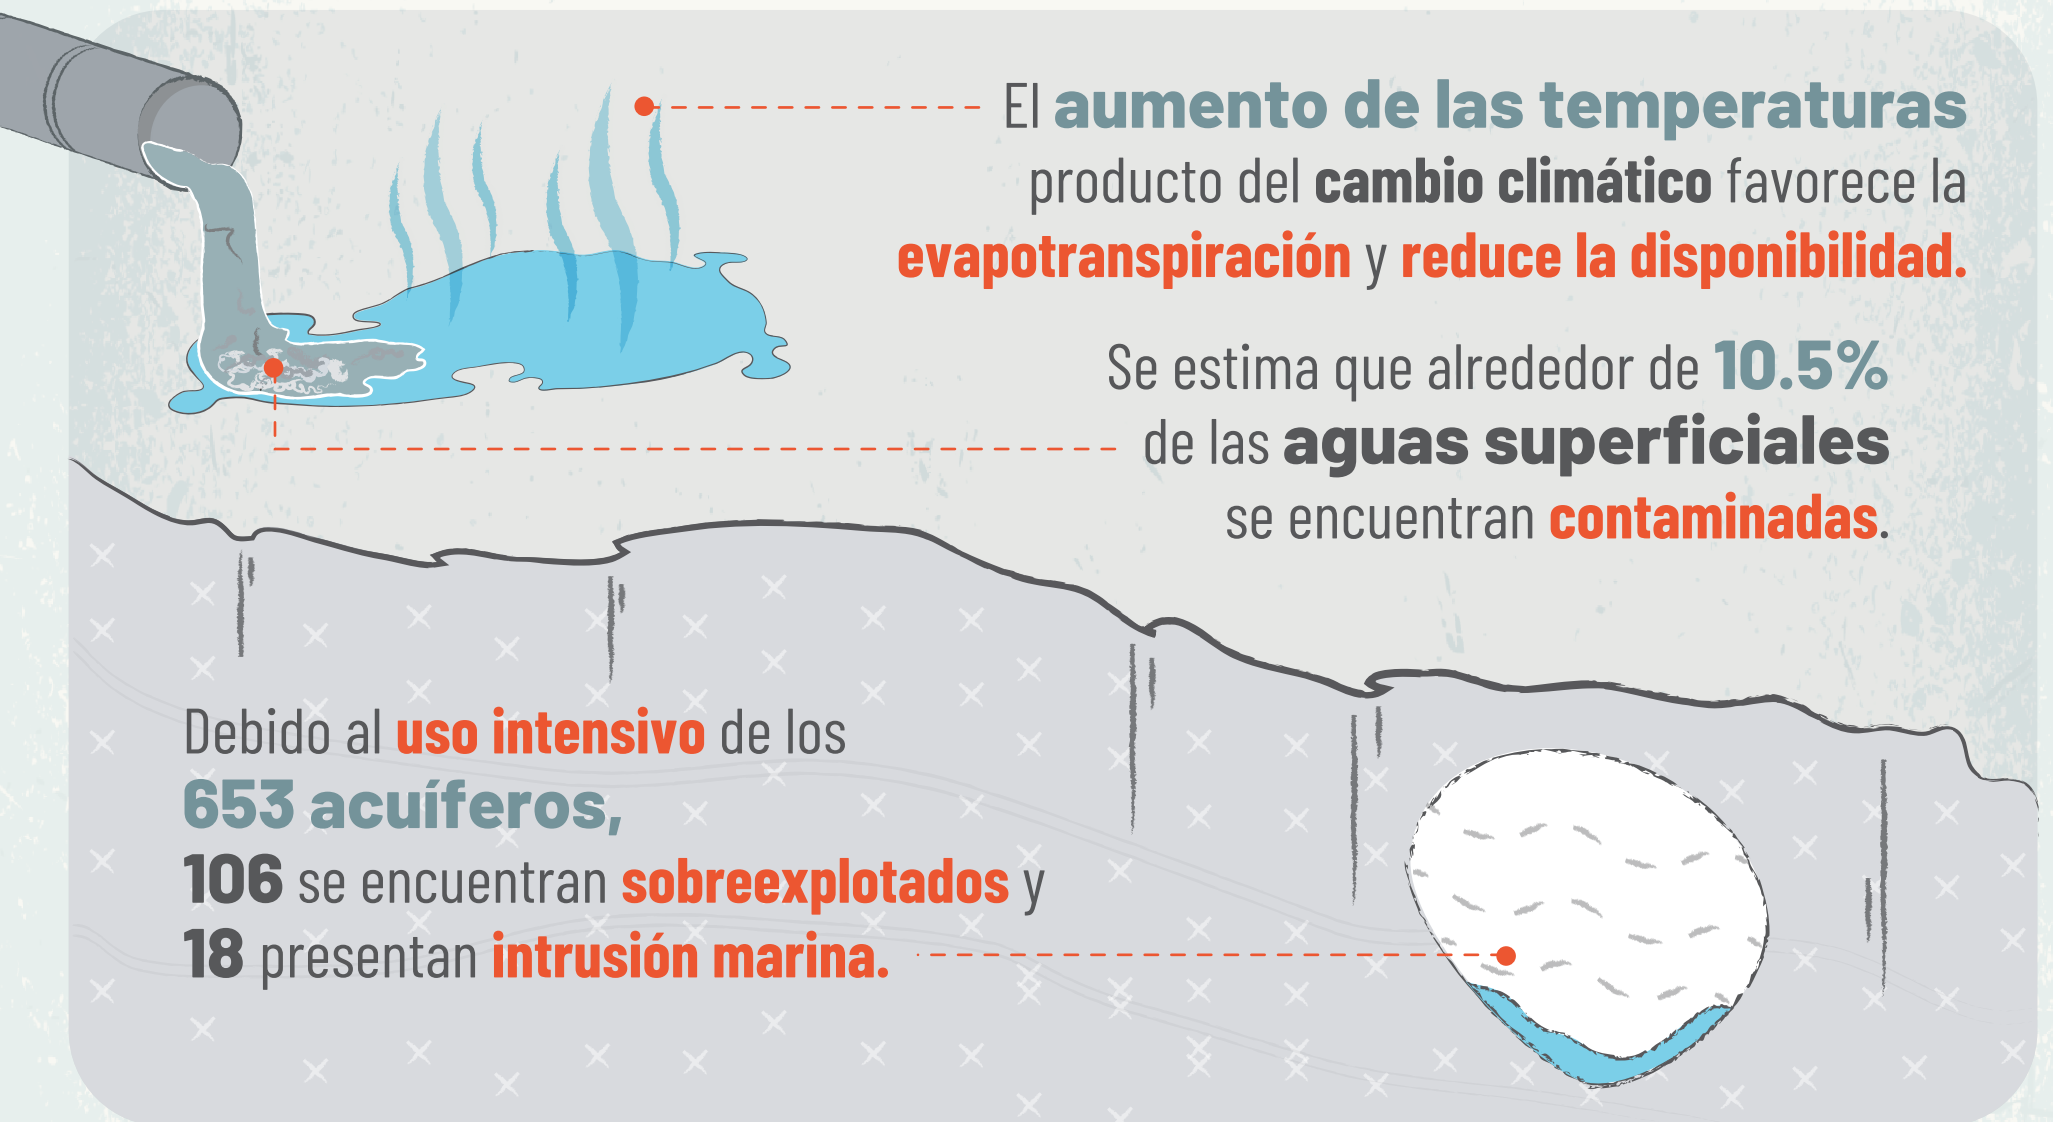 El aumento de las temperaturas
producto del cambio climático favorece la
evapotranspiración y reduce la disponibilidad.
Se estima que alrededor de 10.5%
de las aguas superficiales
se encuentran contaminadas.
Debido al uso intensivo de los
653 acuíferos,
106 se encuentran sobreexplotados y
18 presentan intrusión marina.